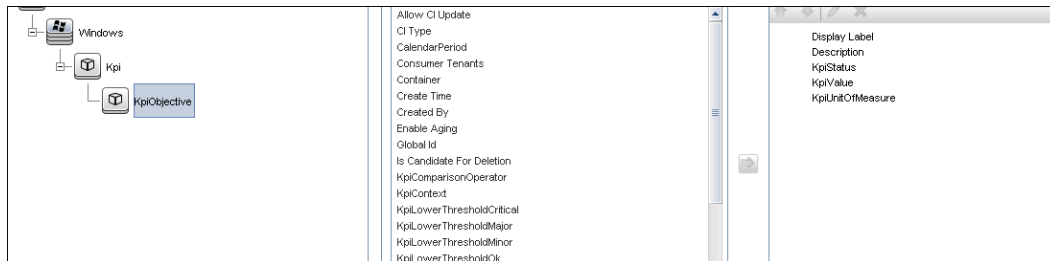 Windows
Kpi
KpiObjective
Allow CI Update
CI Type
CalendarPeriod
Consumer Tenants
Container
Create Time
Created By
Enable Aging
Global Id
Is Candidate For Deletion
KpiComparisonOperator
KpiContext
KpiLowerThresholdCritical
KpiLowerThresholdMajor
KpiLowerThresholdMinor
KpiLowerThresholdOk
Display Label
Description
KpiStatus
KpiValue
KpiUnitOfMeasure